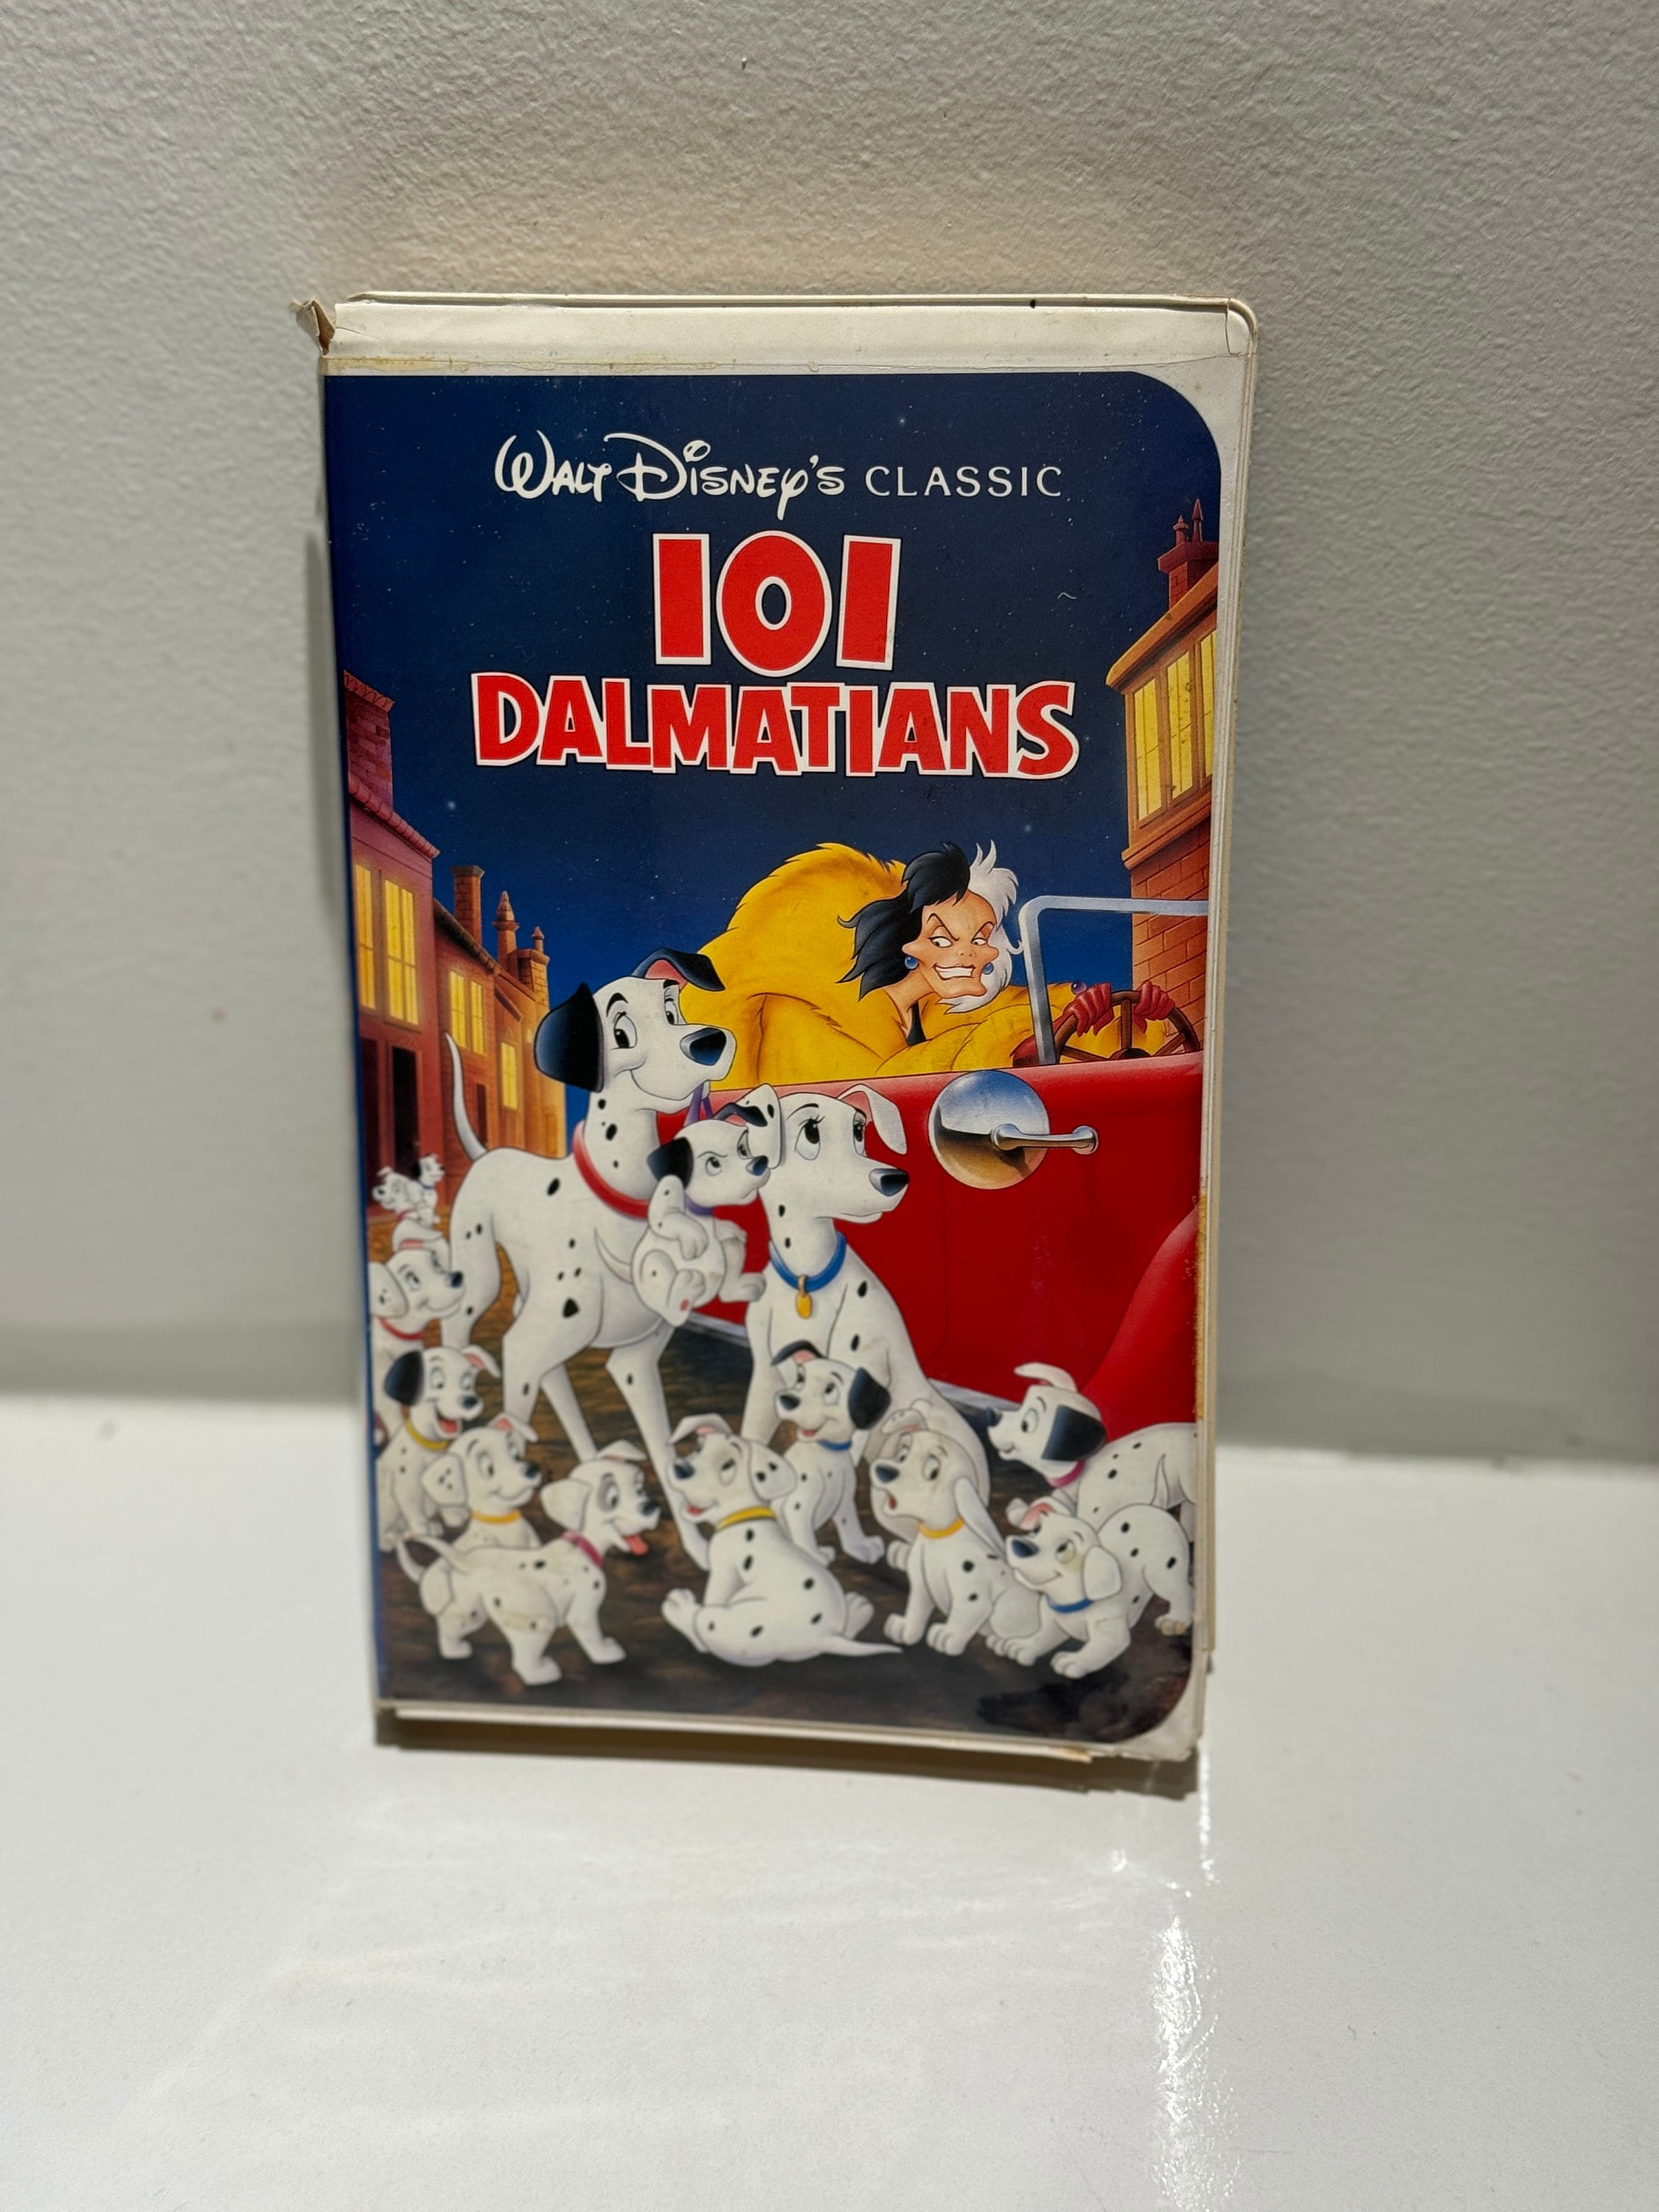 WALT DISNEY'S CLASSIC
101
DALMATIANS